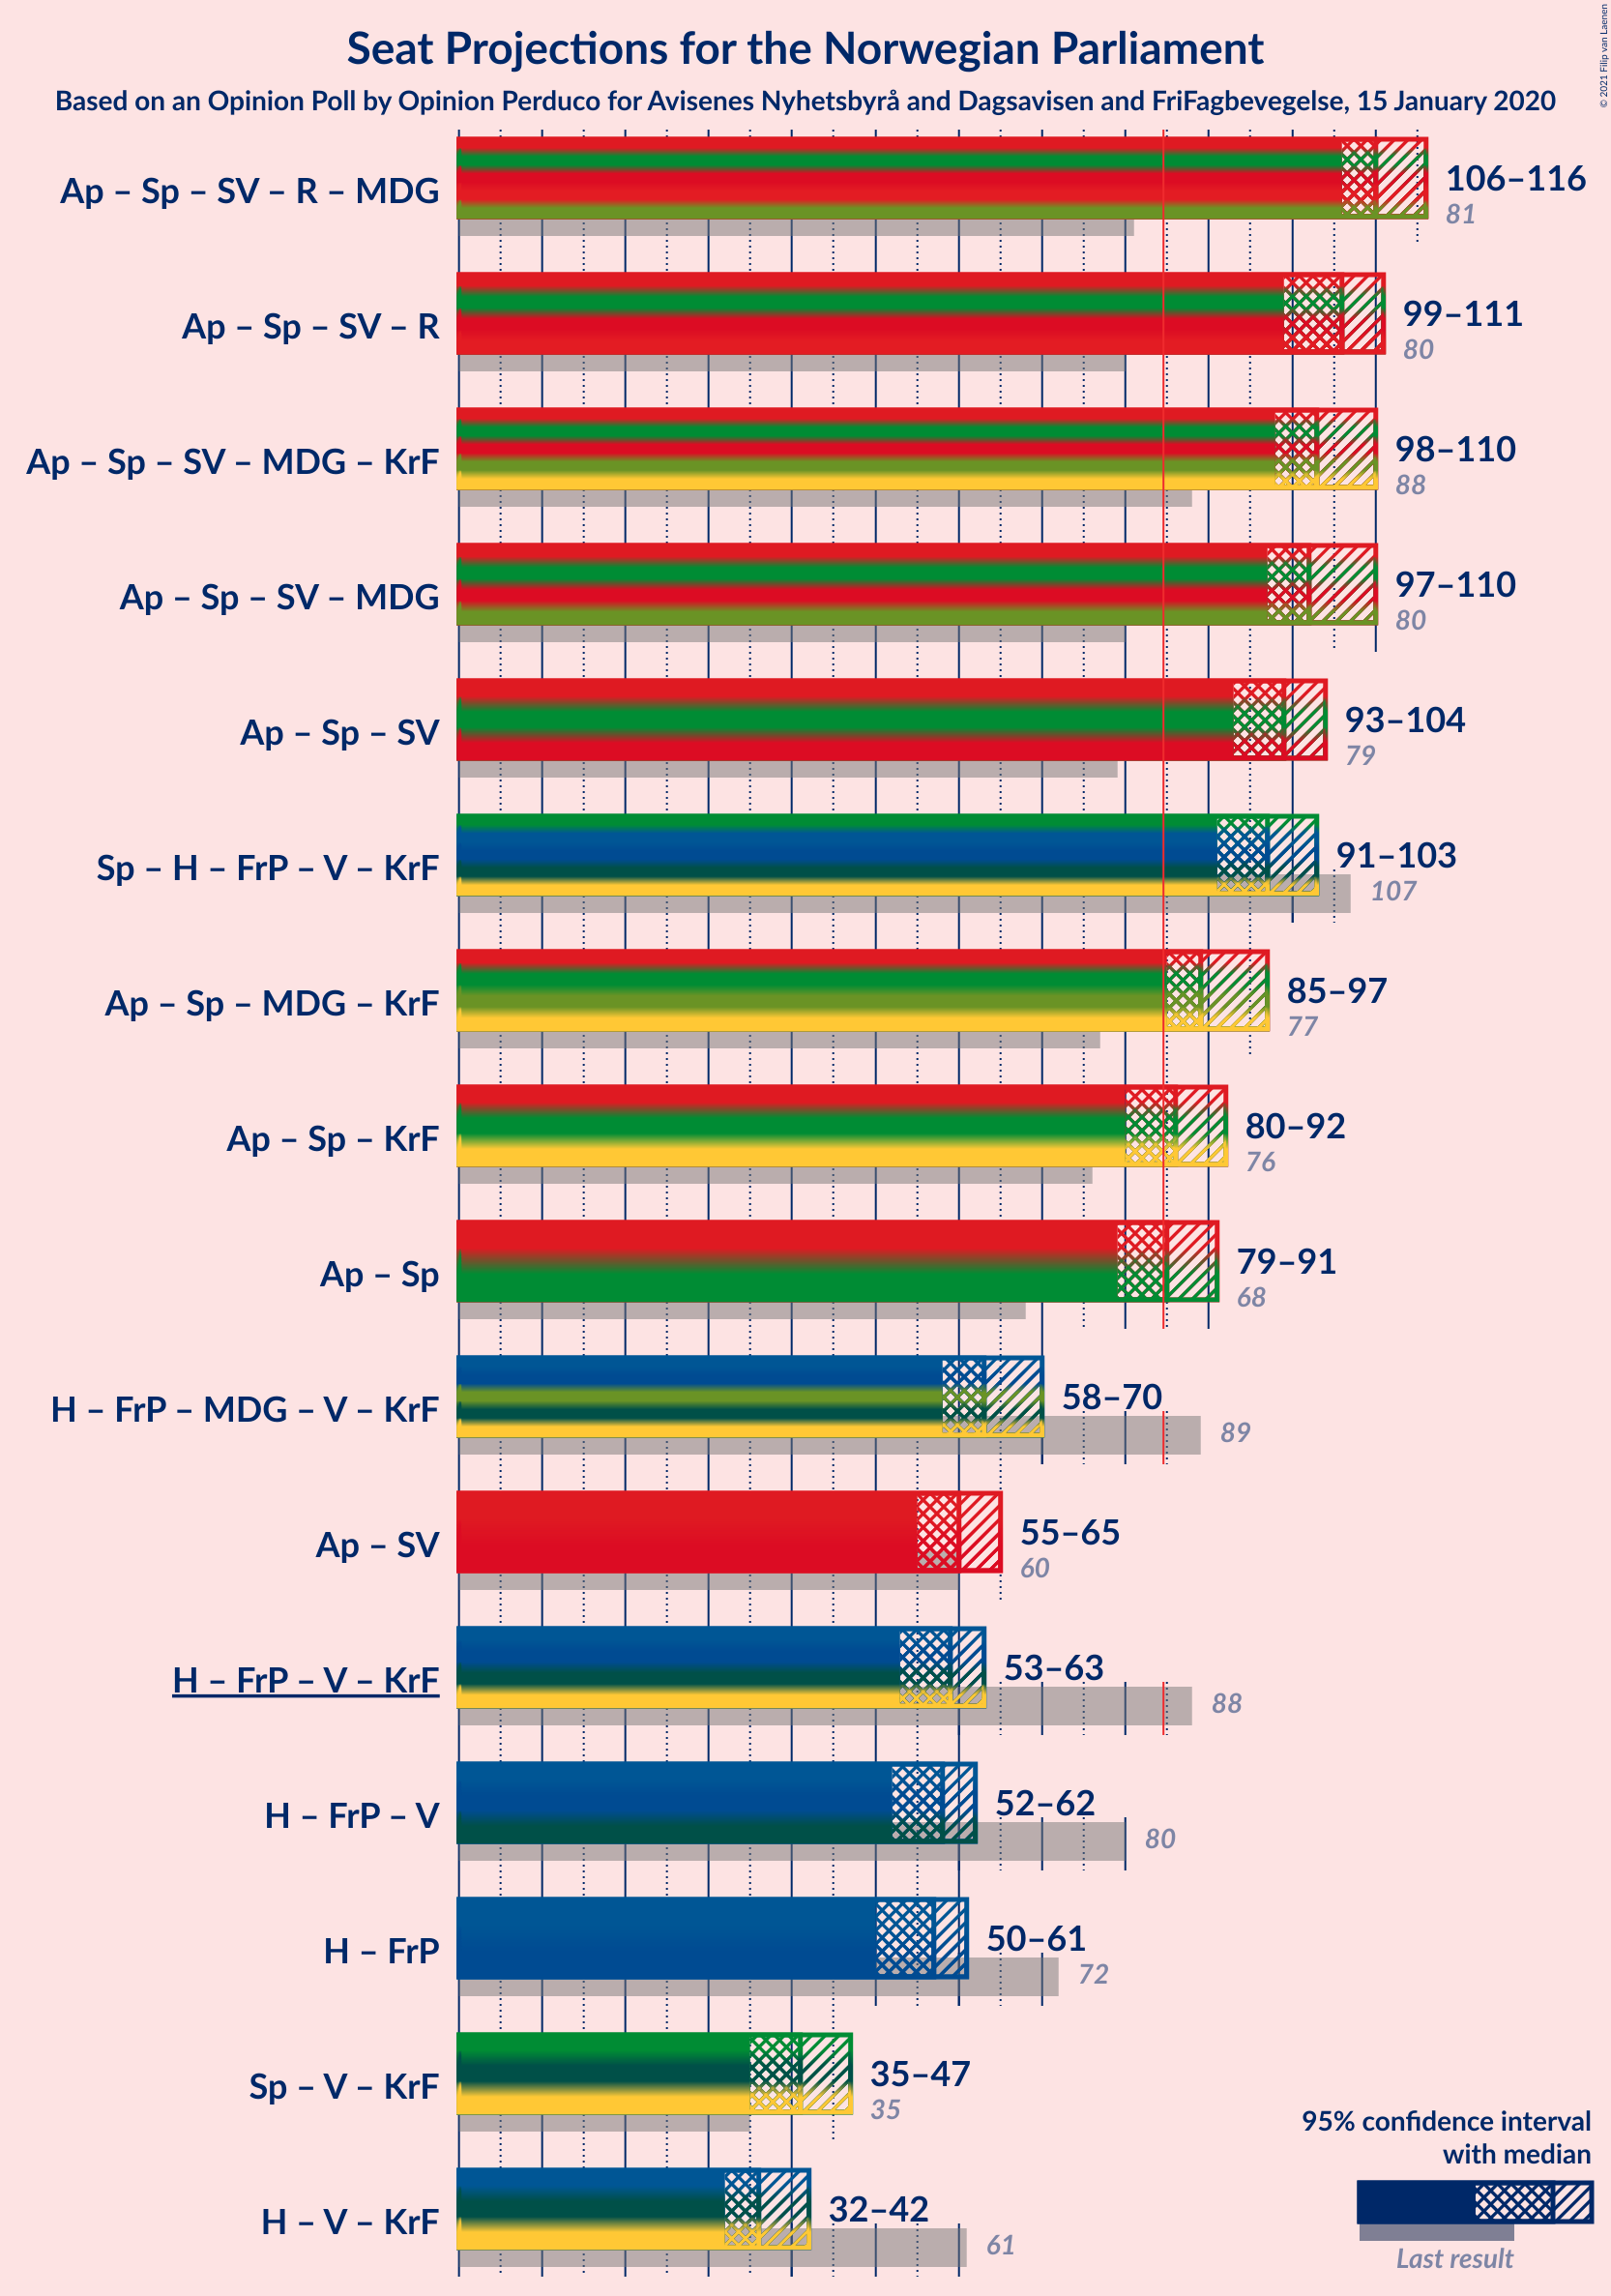 Seat Projections for the Norwegian Parliament
Based on an Opinion Poll by Opinion Perduco for Avisenes Nyhetsbyrå and Dagsavisen and FriFagbevegelse, 15 January 2020
© 2021 Filip van Laenen
Ap – Sp – SV – R – MDG
106–116
81
Ap – Sp – SV – R
99–111
80
Ap – Sp – SV – MDG – KrF
98–110
88
Ap – Sp – SV – MDG
97–110
80
Ap – Sp – SV
93–104
79
Sp – H – FrP – V – KrF
91–103
107
Ap – Sp – MDG – KrF
85–97
77
Ap – Sp – KrF
80–92
76
Ap – Sp
79–91
68
H – FrP – MDG – V – KrF
58–70
89
Ap – SV
55–65
60
H – FrP – V – KrF
53–63
88
H – FrP – V
52–62
80
H – FrP
50–61
72
Sp – V – KrF
35–47
35
H – V – KrF
32–42
61
95% confidence interval
with median
Last result